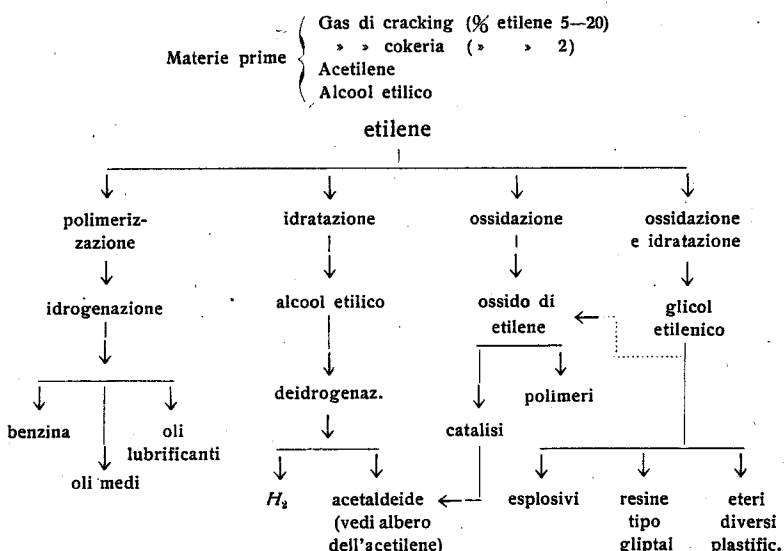 Gas di cracking (% etilene 5—20)
» » cokeria (» » 2)
Materie prime
Acetilene
Alcool etilico
etilene
polimeriz-
zazione
idratazione
ossidazione
ossidazione
e idratazione
idrogenazione
alcool etilico
ossido di
etilene
glicol
etilenico
deidrogenaz.
polimeri
catalisi
benzina
oli
lubrificanti
oli medi
H₂
acetaldeide
(vedi albero
dell'acetilene)
esplosivi
resine
tipo
gliptal
eteri
diversi
plastific.